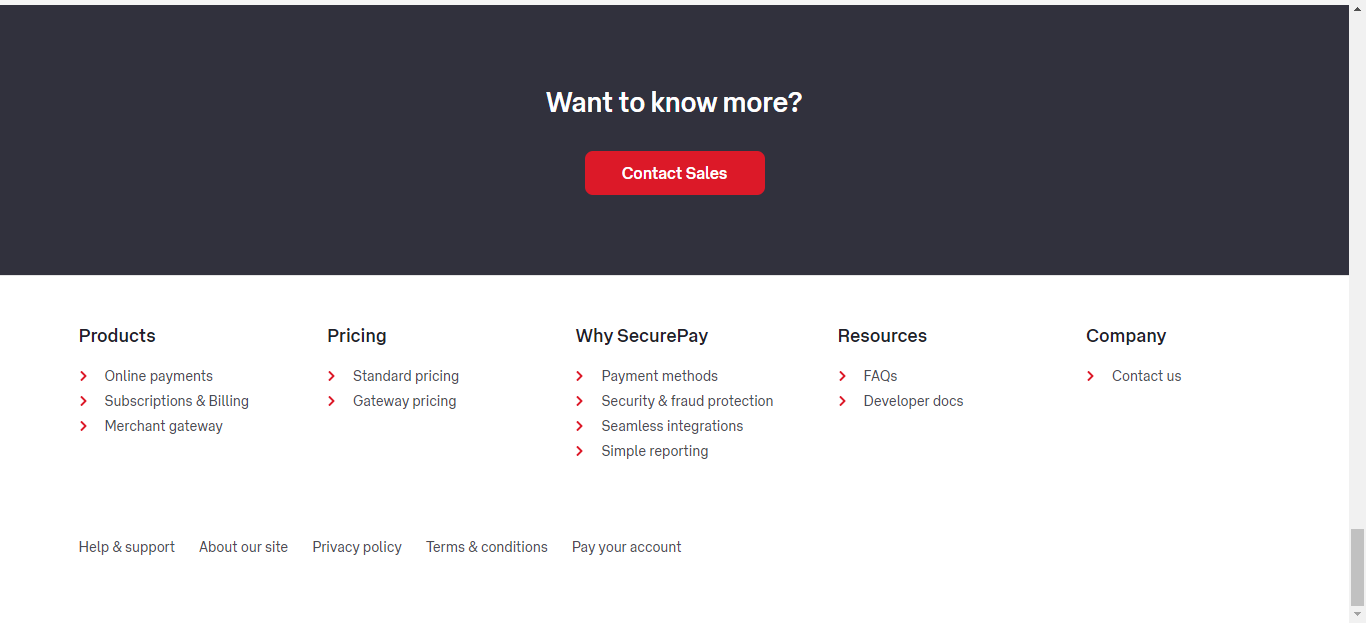 Want to know more?
Contact Sales
Products
Online payments
Subscriptions & Billing
Merchant gateway
Pricing
Standard pricing
Gateway pricing
Why SecurePay
Payment methods
Security & fraud protection
Seamless integrations
Simple reporting
Resources
FAQs
Developer docs
Company
Contact us
Help & support About our site Privacy policy Terms & conditions Pay your account